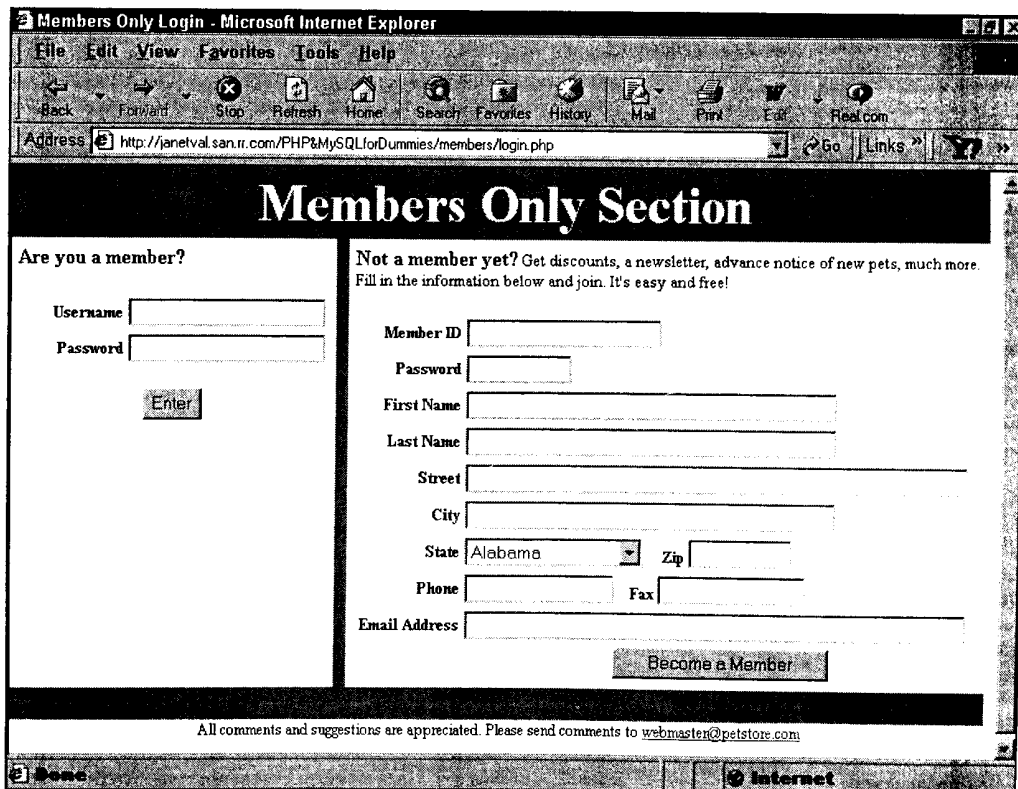 Members Only Login - Microsoft Internet Explorer
File Edit View Favorites Tools Help
Back Forward Stop Refresh Home Search Favorites History Mail Print Edit Real.com
Address http://janetval.san.rr.com/PHP&MySQLforDummies/members/login.php Go Links »
Members Only Section
Are you a member?
Username
Password
Enter
Not a member yet? Get discounts, a newsletter, advance notice of new pets, much more.
Fill in the information below and join. It's easy and free!
Member ID
Password
First Name
Last Name
Street
City
State Alabama Zip
Phone Fax
Email Address
Become a Member
All comments and suggestions are appreciated. Please send comments to webmaster@petstore.com
Done Internet